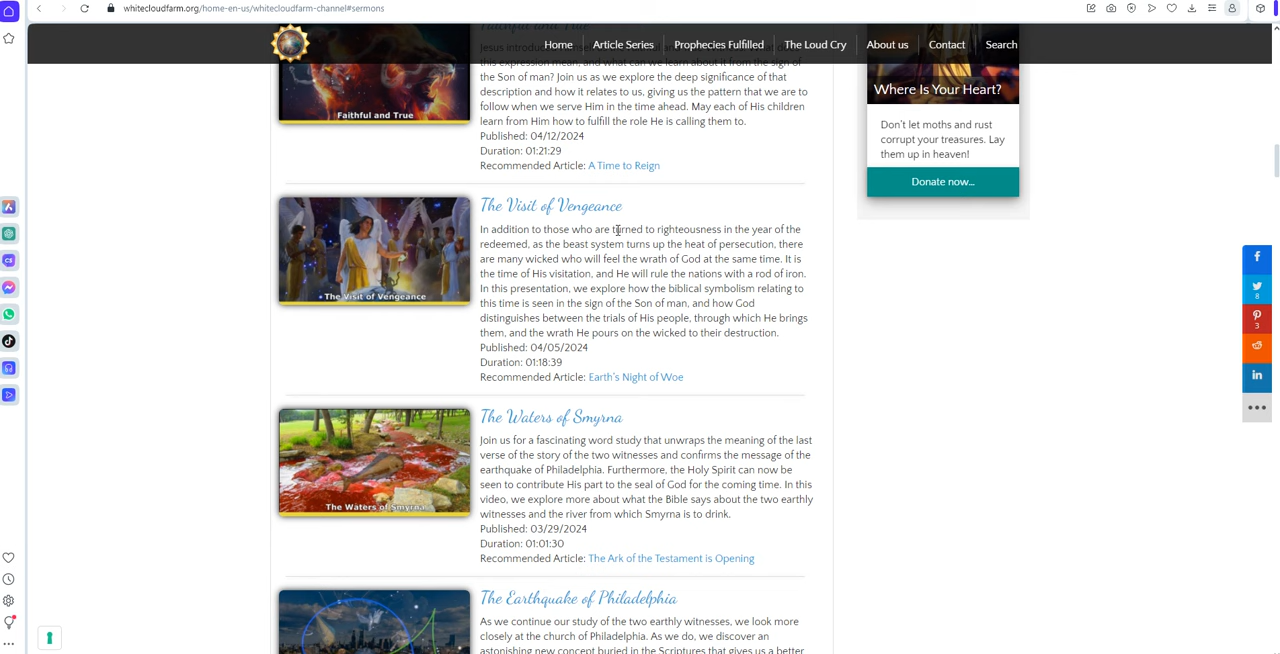 whitecloudfarm.org/home-en-us/whitecloudfarm-channel#sermons
Home Article Series Prophecies Fulfilled The Loud Cry About us Contact Search
the Son of man? Join us as we explore the deep significance of that
description and how it relates to us, giving us the pattern that we are to
follow when we serve Him in the time ahead. May each of His children
learn from Him how to fulfill the role He is calling them to.
Published: 04/12/2024
Duration: 01:21:29
Recommended Article: A Time to Reign
Faithful and True
The Visit of Vengeance
In addition to those who are turned to righteousness in the year of the
redeemed, as the beast system turns up the heat of persecution, there
are many wicked who will feel the wrath of God at the same time. It is
the time of His visitation, and He will rule the nations with a rod of iron.
In this presentation, we explore how the biblical symbolism relating to
this time is seen in the sign of the Son of man, and how God
distinguishes between the trials of His people, through which He brings
them, and the wrath He pours on the wicked to their destruction.
Published: 04/05/2024
Duration: 01:18:39
Recommended Article: Earth's Night of Woe
The Visit of Vengeance
The Waters of Smyrna
Join us for a fascinating word study that unwraps the meaning of the last
verse of the story of the two witnesses and confirms the message of the
earthquake of Philadelphia. Furthermore, the Holy Spirit can now be
seen to contribute His part to the seal of God for the coming time. In this
video, we explore more about what the Bible says about the two earthly
witnesses and the river from which Smyrna is to drink.
Published: 03/29/2024
Duration: 01:01:30
Recommended Article: The Ark of the Testament is Opening
The Waters of Smyrna
The Earthquake of Philadelphia
As we continue our study of the two earthly witnesses, we look more
closely at the church of Philadelphia. As we do, we discover an
astonishing new concept buried in the Scriptures that gives us a better
Where Is Your Heart?
Don't let moths and rust
corrupt your treasures. Lay
them up in heaven!
Donate now...
8
3